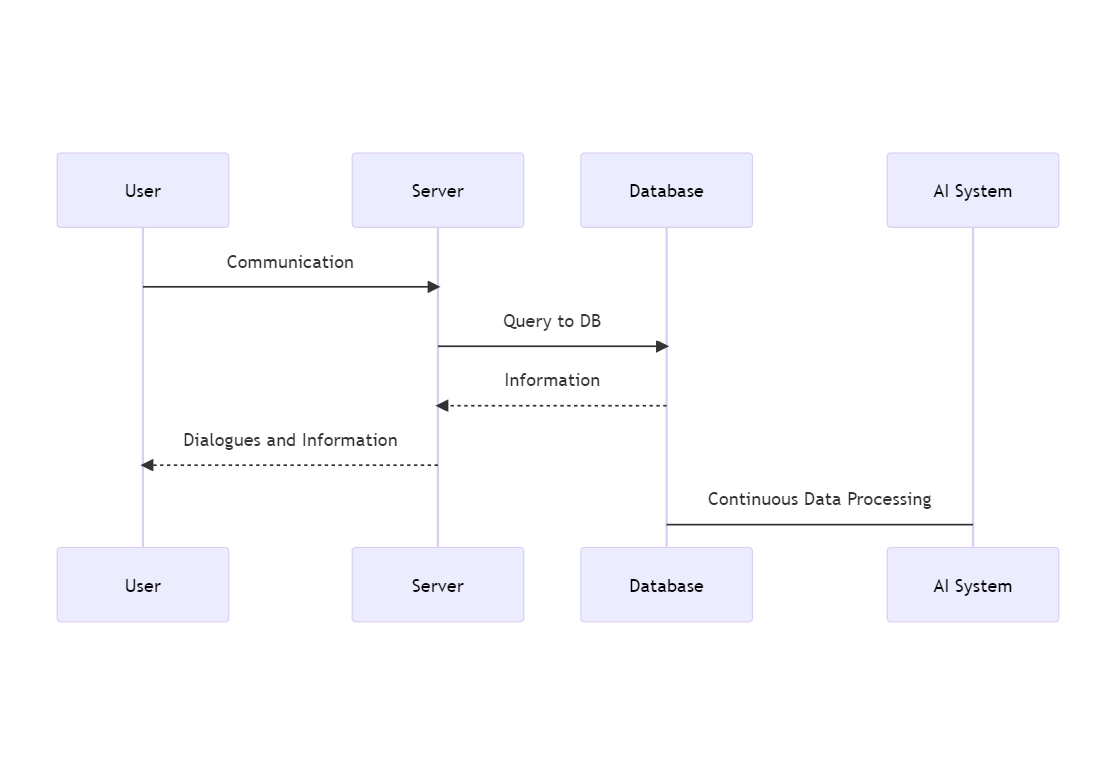 User
Server
Database
AI System
Communication
Query to DB
Information
Dialogues and Information
Continuous Data Processing
User
Server
Database
AI System